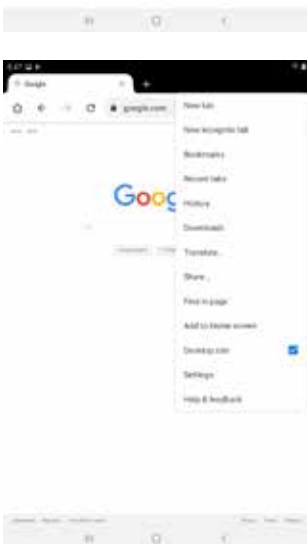 Google
google.com
New tab
New incognito tab
Bookmarks
Recent tabs
Goog
History
Downloads
Translate...
Share...
Find in page
Add to Home screen
Desktop site
Settings
Help & feedback